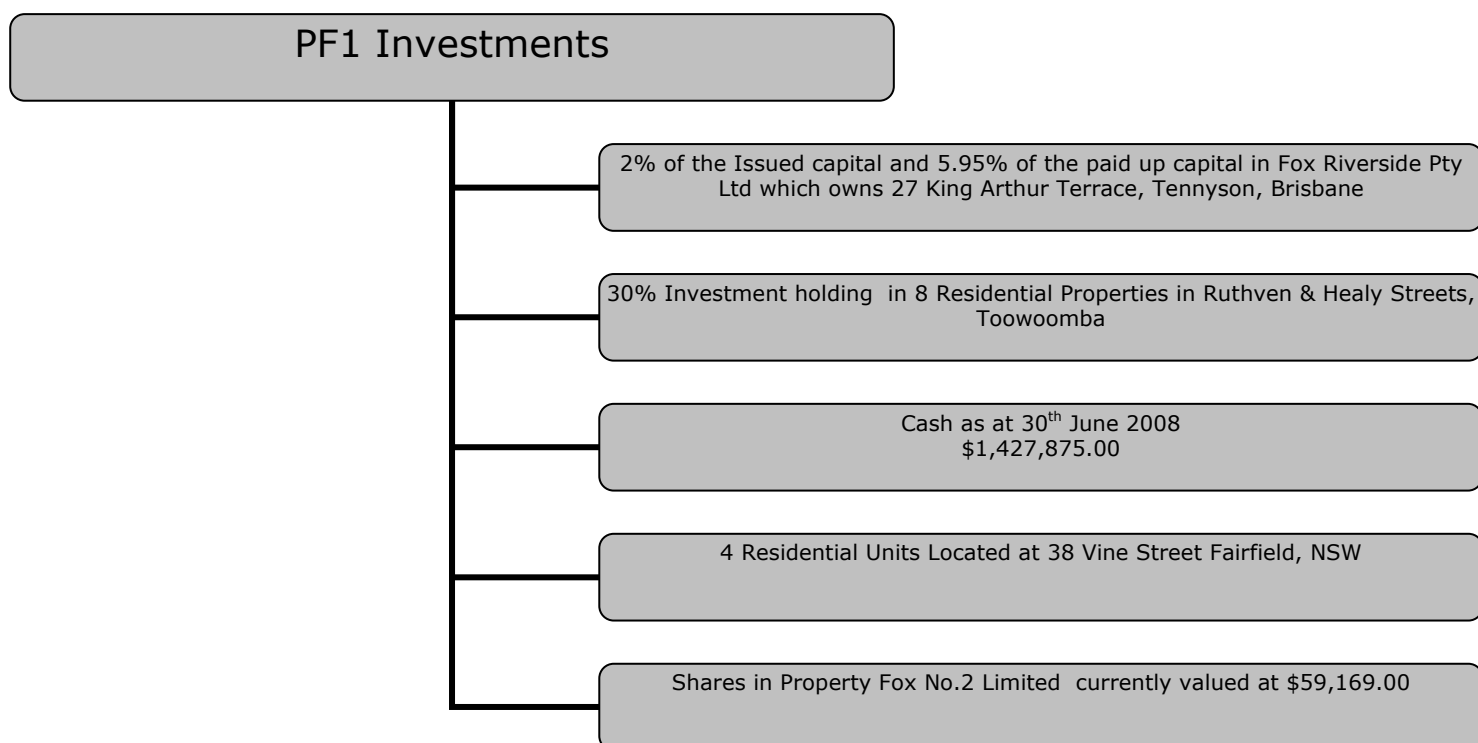 PF1 Investments
2% of the Issued capital and 5.95% of the paid up capital in Fox Riverside Pty
Ltd which owns 27 King Arthur Terrace, Tennyson, Brisbane
30% Investment holding in 8 Residential Properties in Ruthven & Healy Streets,
Toowoomba
Cash as at 30th June 2008
$1,427,875.00
4 Residential Units Located at 38 Vine Street Fairfield, NSW
Shares in Property Fox No.2 Limited currently valued at $59,169.00